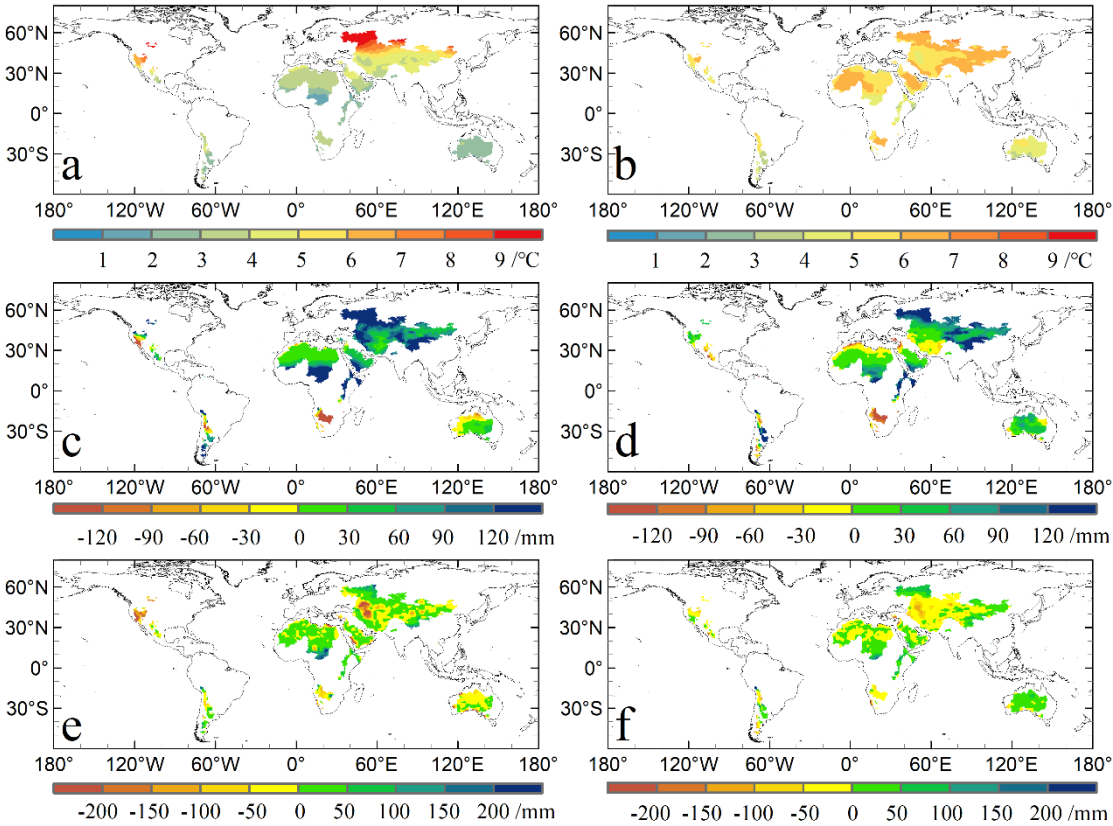 60°N 60°N
30°N 30°N
0° 0°
30°S 30°S
a b
180° 120°W 60°W 0° 60°E 120°E 180° 180° 120°W 60°W 0° 60°E 120°E 180°
1 2 3 4 5 6 7 8 9 /°C 1 2 3 4 5 6 7 8 9 /°C
60°N 60°N
30°N 30°N
0° 0°
30°S 30°S
c d
180° 120°W 60°W 0° 60°E 120°E 180° 180° 120°W 60°W 0° 60°E 120°E 180°
-120 -90 -60 -30 0 30 60 90 120 /mm -120 -90 -60 -30 0 30 60 90 120 /mm
60°N 60°N
30°N 30°N
0° 0°
30°S 30°S
e f
180° 120°W 60°W 0° 60°E 120°E 180° 180° 120°W 60°W 0° 60°E 120°E 180°
-200 -150 -100 -50 0 50 100 150 200 /mm -200 -150 -100 -50 0 50 100 150 200 /mm